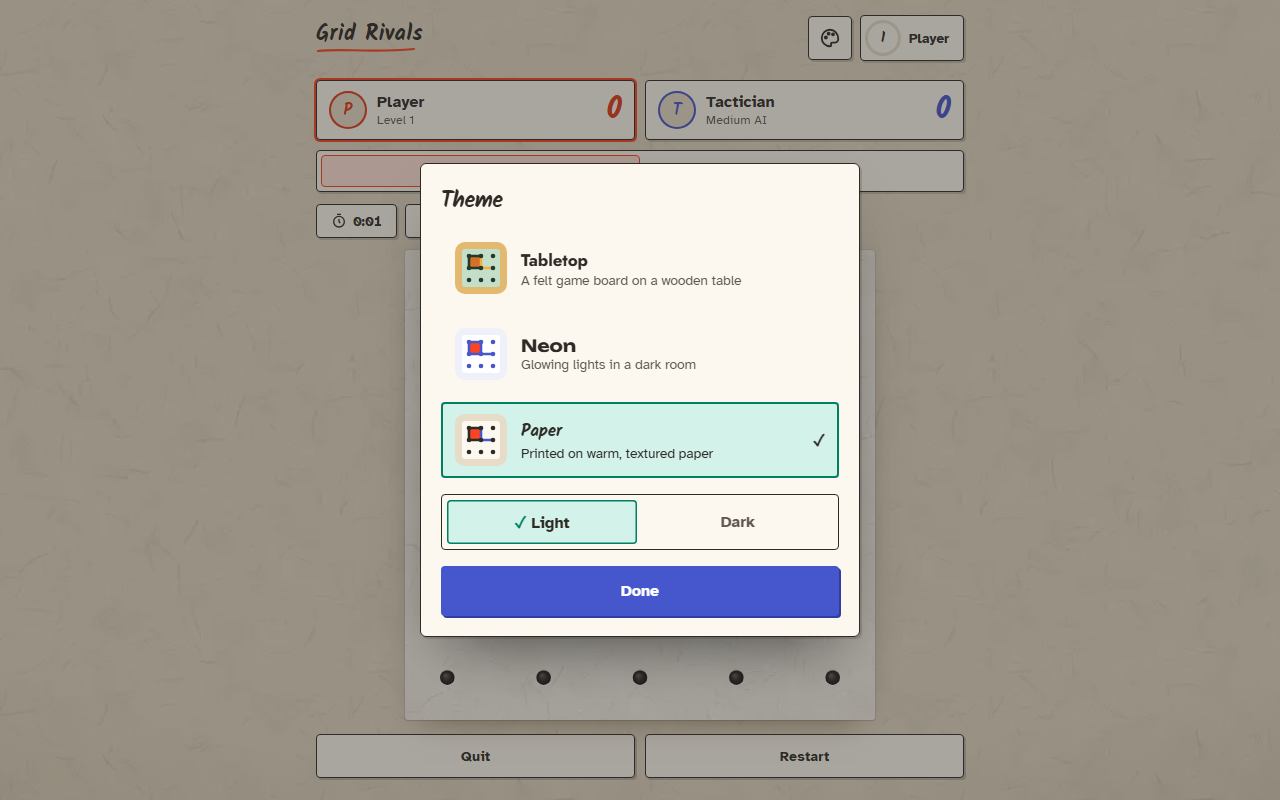 Grid Rivals
1
Player
P
Player
Level 1
0
T
Tactician
Medium AI
0
0:01
Theme
Tabletop
A felt game board on a wooden table
Neon
Glowing lights in a dark room
Paper
Printed on warm, textured paper
✓
✓ Light
Dark
Done
Quit
Restart